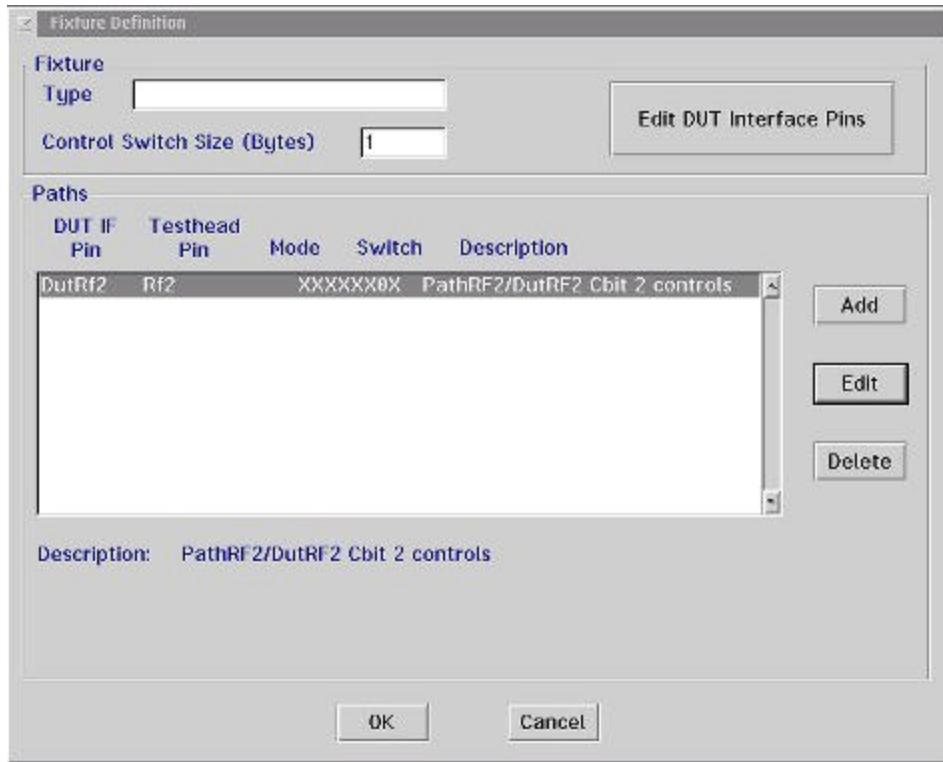 Fixture Definition
Fixture
Type
Edit DUT Interface Pins
Control Switch Size (Bytes) 1
Paths
DUT IF Pin Testhead Pin Mode Switch Description
DutRf2 Rf2 XXXXXX0X PathRF2/DutRF2 Cbit 2 controls
Add
Edit
Delete
Description: PathRF2/DutRF2 Cbit 2 controls
OK Cancel